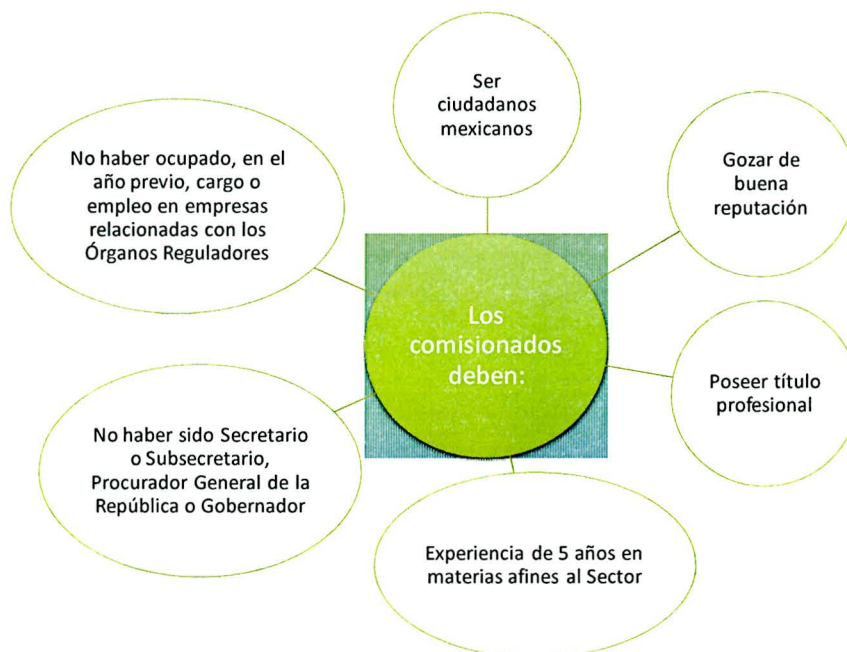 Ser
ciudadanos
mexicanos
Gozar de
buena
reputación
Poseer título
profesional
Experiencia de 5 años en
materias afines al Sector
No haber sido Secretario
o Subsecretario,
Procurador General de la
República o Gobernador
No haber ocupado, en el
año previo, cargo o
empleo en empresas
relacionadas con los
Órganos Reguladores
Los
comisionados
deben: